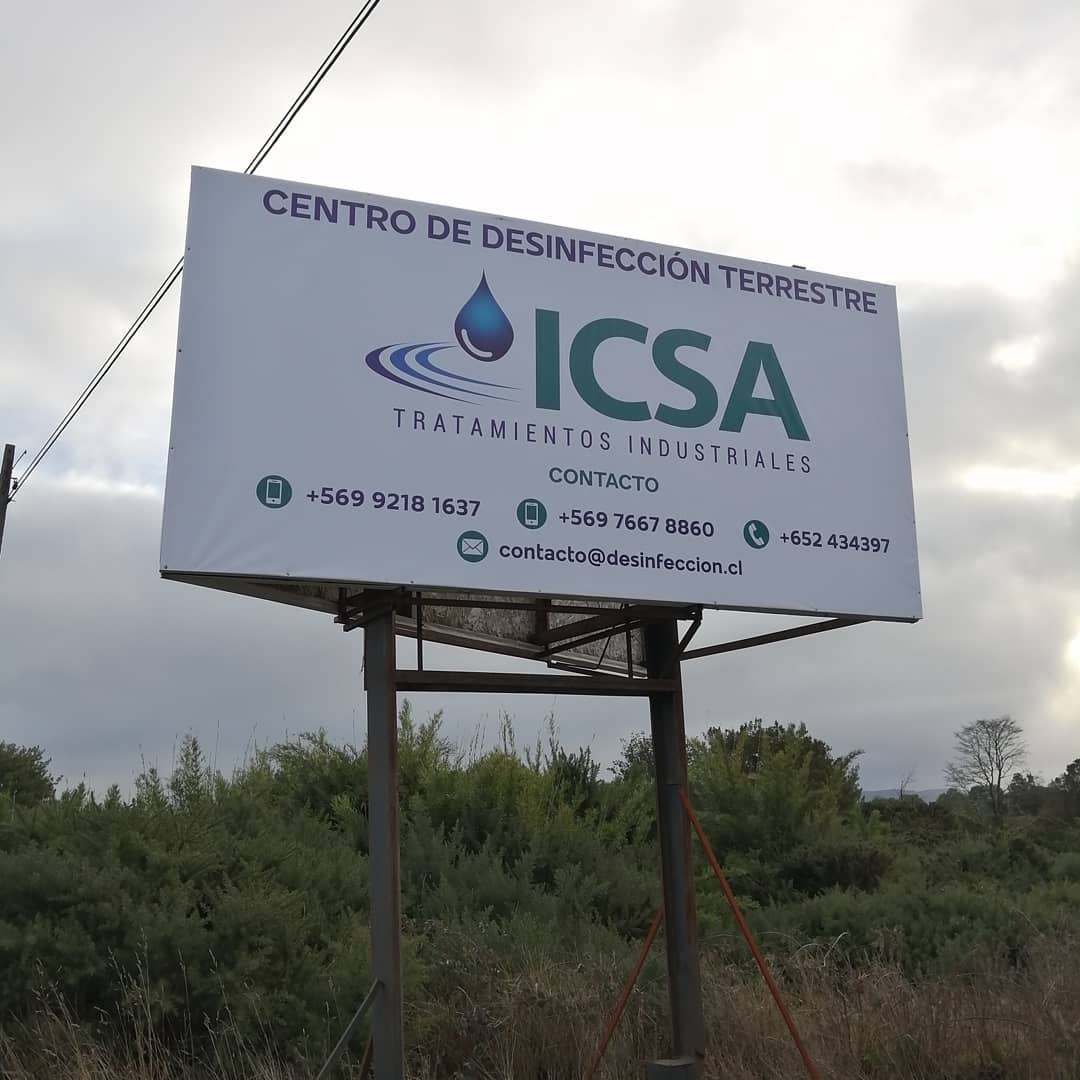 CENTRO DE DESINFECCIÓN TERRESTRE
ICSA
TRATAMIENTOS INDUSTRIALES
CONTACTO
+569 9218 1637 +569 7667 8860 +652 434397
contacto@desinfeccion.cl